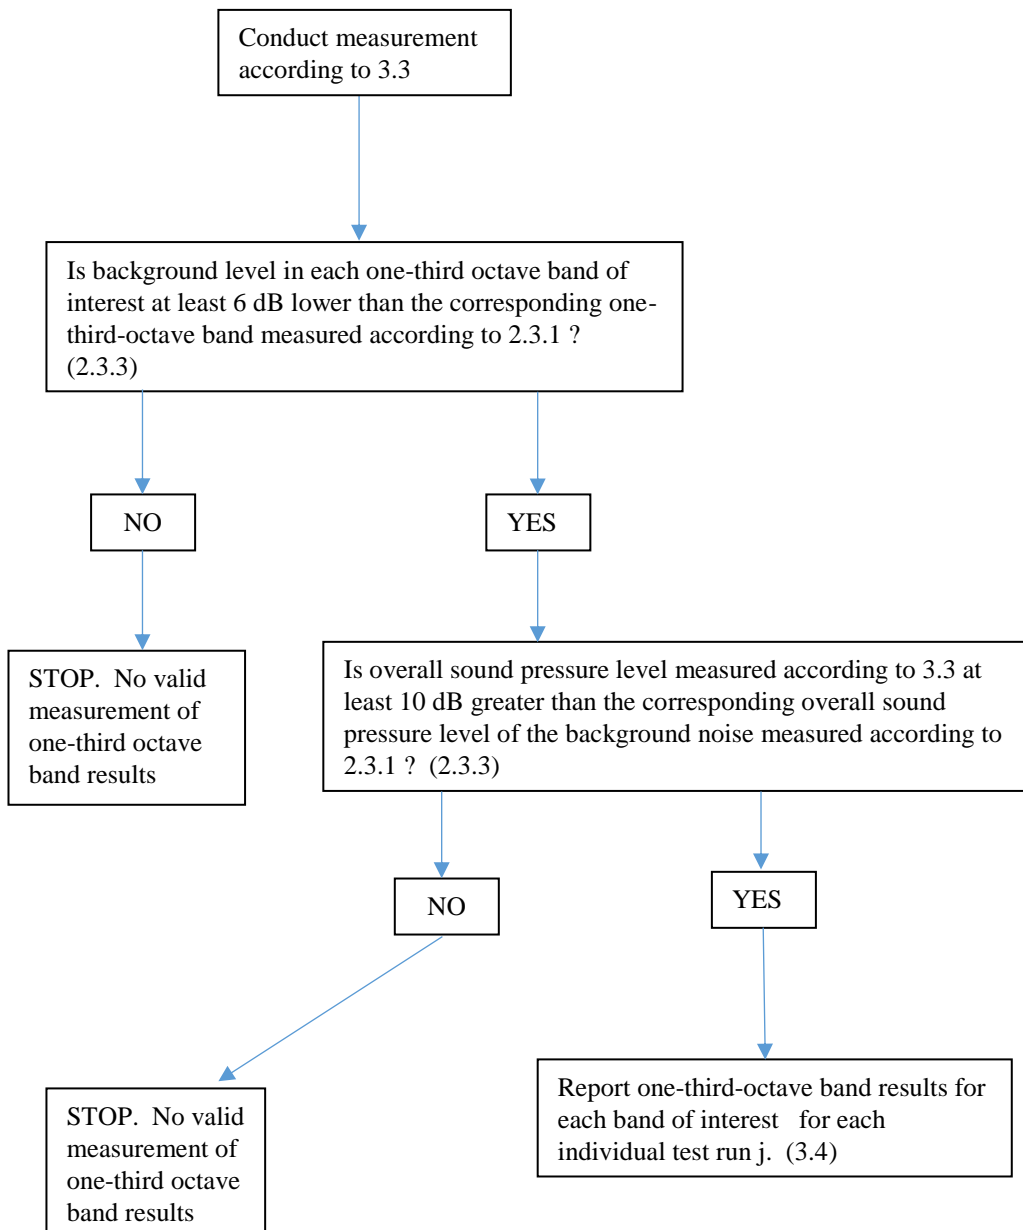 Conduct measurement
according to 3.3
Is background level in each one-third octave band of
interest at least 6 dB lower than the corresponding one-
third-octave band measured according to 2.3.1 ?
(2.3.3)
NO
YES
STOP.  No valid
measurement of
one-third octave
band results
Is overall sound pressure level measured according to 3.3 at
least 10 dB greater than the corresponding overall sound
pressure level of the background noise measured according to
2.3.1 ?  (2.3.3)
NO
YES
STOP.  No valid
measurement of
one-third octave
band results
Report one-third-octave band results for
each band of interest   for each
individual test run j.  (3.4)